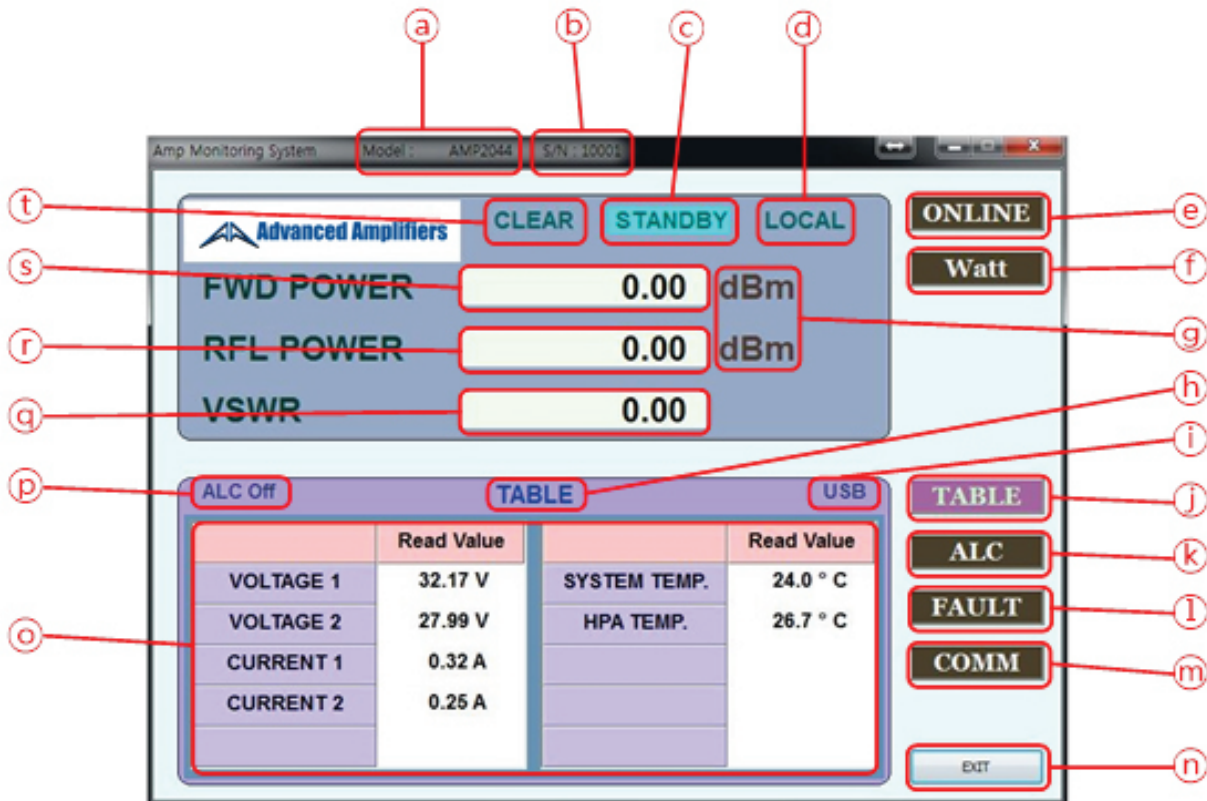 ⓐ ⓑ ⓒ ⓓ
Amp Monitoring System Model : AMP2044 S/N : 10001
ⓣ Advanced Amplifiers CLEAR STANDBY LOCAL ONLINE ⓔ
ⓢ FWD POWER 0.00 dBm Watt ⓕ
ⓡ RFL POWER 0.00 dBm ⓖ
ⓗ
ⓠ VSWR 0.00
ⓘ
ⓟ ALC Off TABLE USB TABLE ⓙ
Read Value Read Value
ALC ⓚ
VOLTAGE 1 32.17 V SYSTEM TEMP. 24.0 ° C
FAULT ⓛ
ⓞ VOLTAGE 2 27.99 V HPA TEMP. 26.7 ° C
CURRENT 1 0.32 A COMM ⓜ
CURRENT 2 0.25 A
EXIT ⓝ